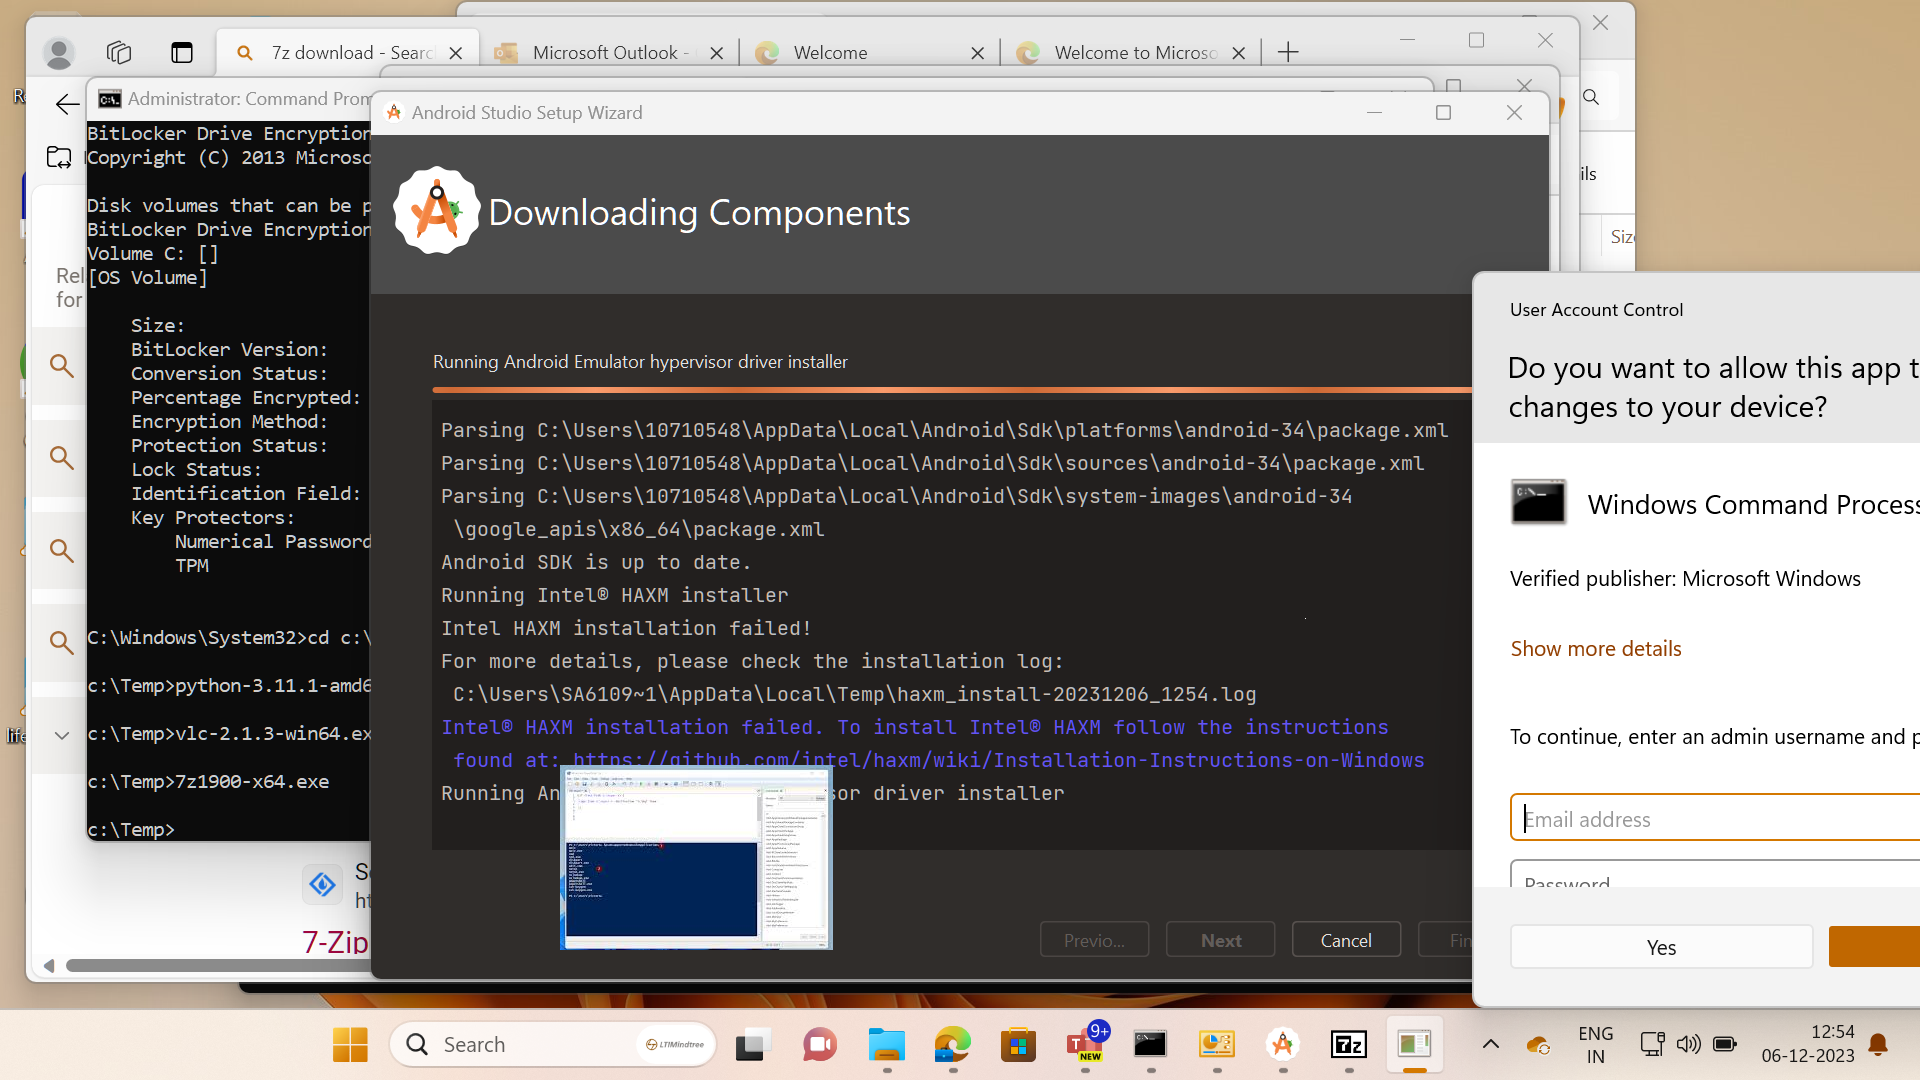 7z download - Searc
Microsoft Outlook -
Welcome
Welcome to Microso
Administrator: Command Prom
BitLocker Drive Encryption
Copyright (C) 2013 Microso
Disk volumes that can be p
BitLocker Drive Encryption
Volume C: []
[OS Volume]
Size:
BitLocker Version:
Conversion Status:
Percentage Encrypted:
Encryption Method:
Protection Status:
Lock Status:
Identification Field:
Key Protectors:
Numerical Password
TPM
C:\Windows\System32>cd c:\
c:\Temp>python-3.11.1-amd6
c:\Temp>vlc-2.1.3-win64.ex
c:\Temp>7z1900-x64.exe
c:\Temp>
Rel
for
life
7-Zip
Android Studio Setup Wizard
Downloading Components
Running Android Emulator hypervisor driver installer
Parsing C:\Users\10710548\AppData\Local\Android\Sdk\platforms\android-34\package.xml
Parsing C:\Users\10710548\AppData\Local\Android\Sdk\sources\android-34\package.xml
Parsing C:\Users\10710548\AppData\Local\Android\Sdk\system-images\android-34
\google_apis\x86_64\package.xml
Android SDK is up to date.
Running Intel® HAXM installer
Intel HAXM installation failed!
For more details, please check the installation log:
C:\Users\SA6109~1\AppData\Local\Temp\haxm_install-20231206_1254.log
Intel® HAXM installation failed. To install Intel® HAXM follow the instructions
found at: https://github.com/intel/haxm/wiki/Installation-Instructions-on-Windows
Running An sor driver installer
Previo...
Next
Cancel
Fin
ils
Siz
User Account Control
Do you want to allow this app t
changes to your device?
Windows Command Process
Verified publisher: Microsoft Windows
Show more details
To continue, enter an admin username and p
Email address
Password
Yes
Search
LTIMindtree
9+
NEW
7z
ENG
IN
12:54
06-12-2023